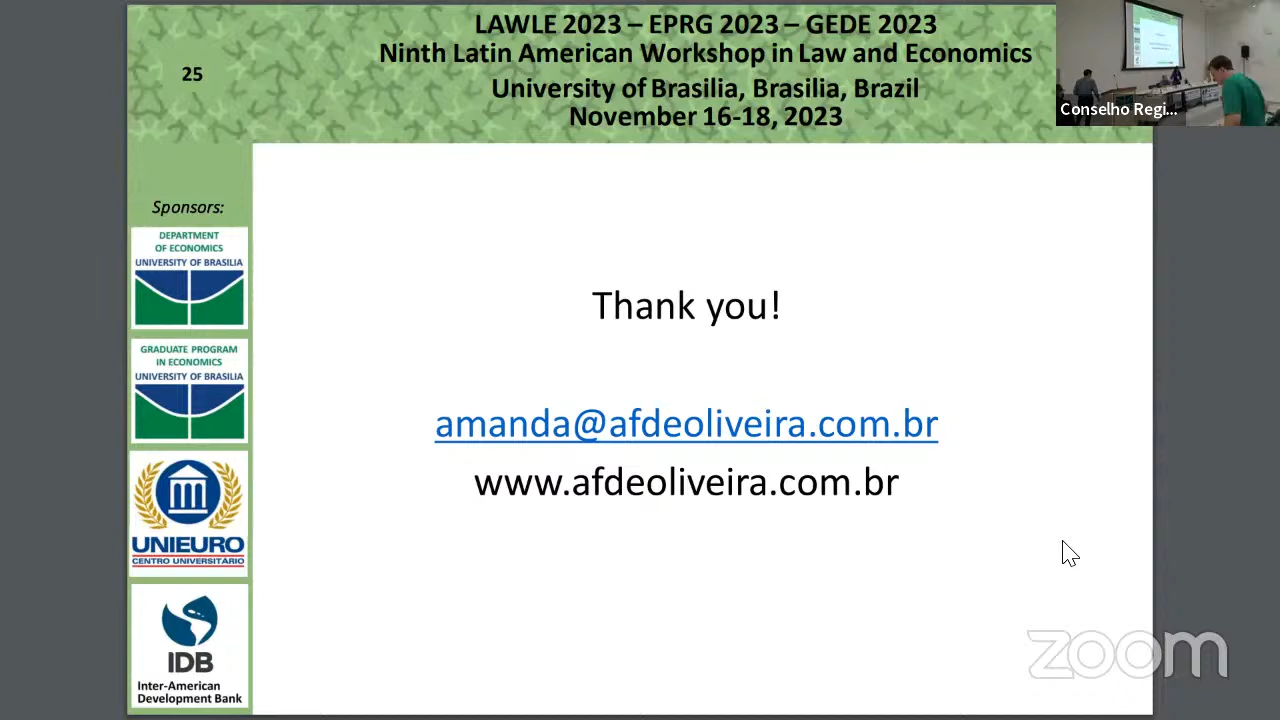 LAWLE 2023 – EPRG 2023 – GEDE 2023
Ninth Latin American Workshop in Law and Economics
University of Brasilia, Brasilia, Brazil
November 16-18, 2023
25
Conselho Regi...
Sponsors:
DEPARTMENT
OF ECONOMICS
UNIVERSITY OF BRASILIA
GRADUATE PROGRAM
IN ECONOMICS
UNIVERSITY OF BRASILIA
UNIEURO
CENTRO UNIVERSITÁRIO
IDB
Inter-American
Development Bank
Thank you!
amanda@afdeoliveira.com.br
www.afdeoliveira.com.br
zoom